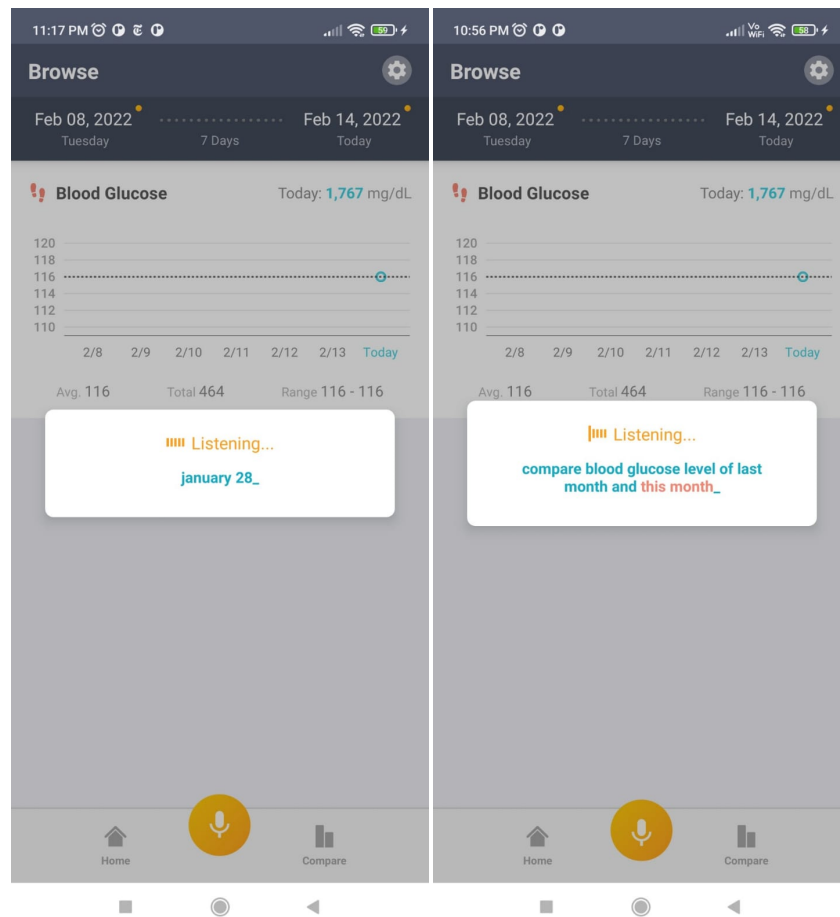 11:17 PM
59
Browse
Feb 08, 2022 Feb 14, 2022
Tuesday 7 Days Today
Blood Glucose Today: 1,767 mg/dL
120
118
116
114
112
110
2/8 2/9 2/10 2/11 2/12 2/13 Today
Avg. 116 Total 464 Range 116 - 116
Listening...
january 28_
Home Compare
10:56 PM
Vo
WiFi
58
Browse
Feb 08, 2022 Feb 14, 2022
Tuesday 7 Days Today
Blood Glucose Today: 1,767 mg/dL
120
118
116
114
112
110
2/8 2/9 2/10 2/11 2/12 2/13 Today
Avg. 116 Total 464 Range 116 - 116
Listening...
compare blood glucose level of last
month and this month_
Home Compare